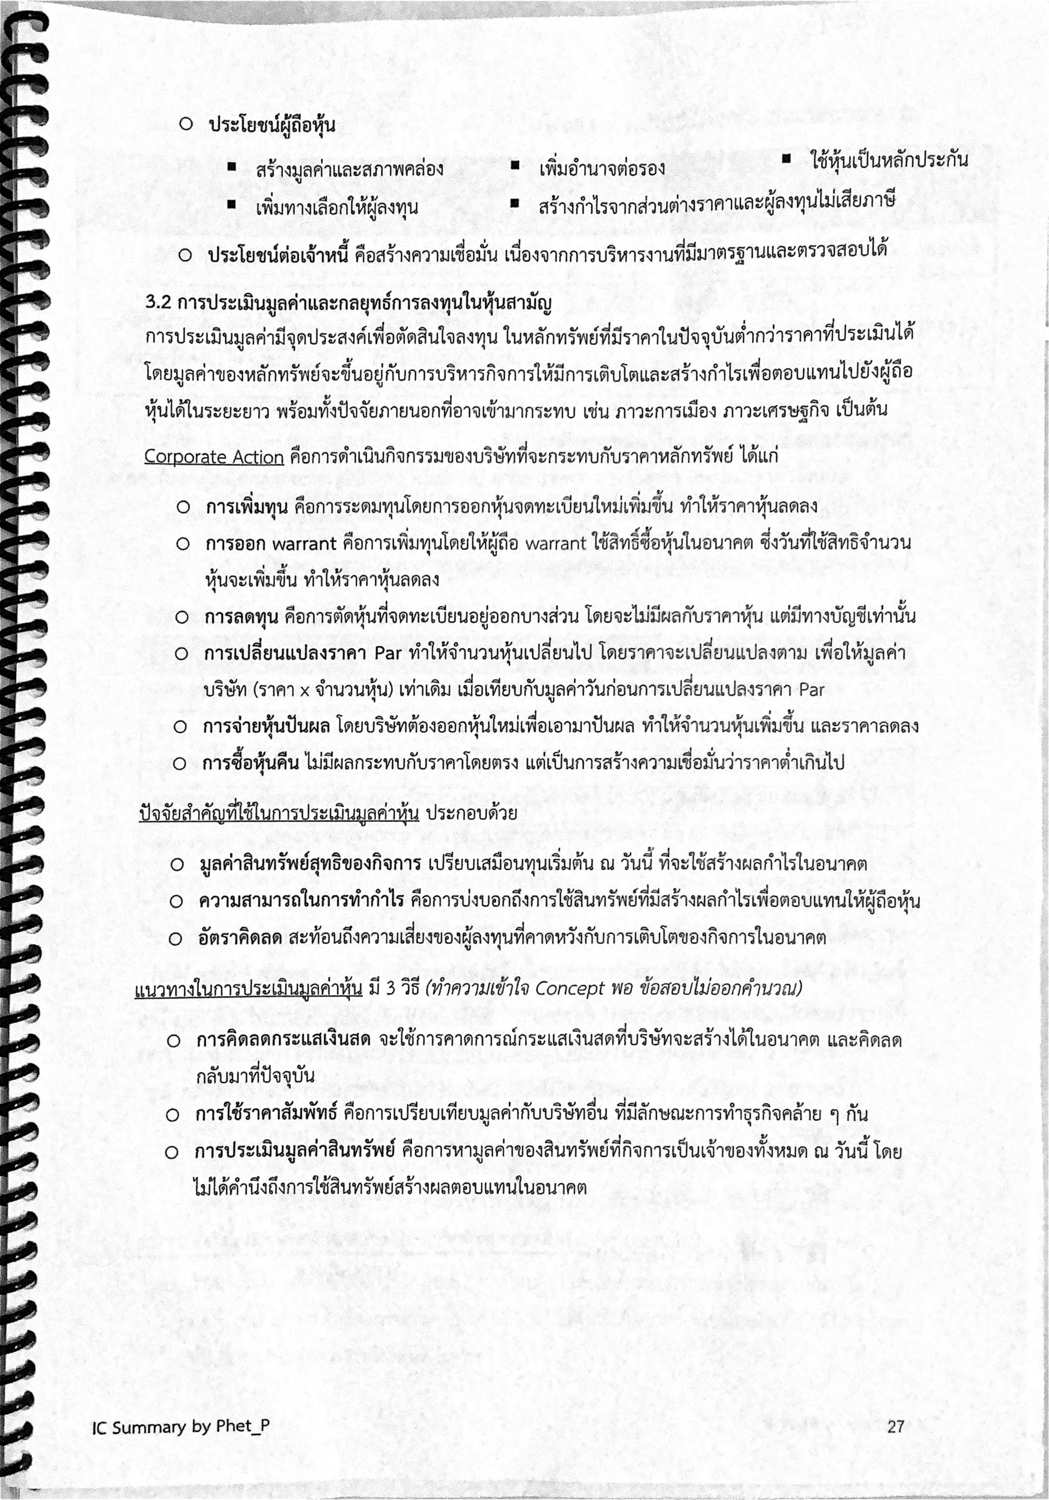 ○ ประโยชน์ผู้ถือหุ้น
▪ สร้างมูลค่าและสภาพคล่อง ▪ เพิ่มอำนาจต่อรอง ▪ ใช้หุ้นเป็นหลักประกัน
▪ เพิ่มทางเลือกให้ผู้ลงทุน ▪ สร้างกำไรจากส่วนต่างราคาและผู้ลงทุนไม่เสียภาษี
○ ประโยชน์ต่อเจ้าหนี้ คือสร้างความเชื่อมั่น เนื่องจากการบริหารงานที่มีมาตรฐานและตรวจสอบได้
3.2 การประเมินมูลค่าและกลยุทธ์การลงทุนในหุ้นสามัญ
การประเมินมูลค่ามีจุดประสงค์เพื่อตัดสินใจลงทุน ในหลักทรัพย์ที่มีราคาในปัจจุบันต่ำกว่าราคาที่ประเมินได้
โดยมูลค่าของหลักทรัพย์จะขึ้นอยู่กับการบริหารกิจการให้มีการเติบโตและสร้างกำไรเพื่อตอบแทนไปยังผู้ถือ
หุ้นได้ในระยะยาว พร้อมทั้งปัจจัยภายนอกที่อาจเข้ามากระทบ เช่น ภาวะการเมือง ภาวะเศรษฐกิจ เป็นต้น
Corporate Action คือการดำเนินกิจกรรมของบริษัทที่จะกระทบกับราคาหลักทรัพย์ ได้แก่
○ การเพิ่มทุน คือการระดมทุนโดยการออกหุ้นจดทะเบียนใหม่เพิ่มขึ้น ทำให้ราคาหุ้นลดลง
○ การออก warrant คือการเพิ่มทุนโดยให้ผู้ถือ warrant ใช้สิทธิ์ซื้อหุ้นในอนาคต ซึ่งวันที่ใช้สิทธิจำนวน
หุ้นจะเพิ่มขึ้น ทำให้ราคาหุ้นลดลง
○ การลดทุน คือการตัดหุ้นที่จดทะเบียนอยู่ออกบางส่วน โดยจะไม่มีผลกับราคาหุ้น แต่มีทางบัญชีเท่านั้น
○ การเปลี่ยนแปลงราคา Par ทำให้จำนวนหุ้นเปลี่ยนไป โดยราคาจะเปลี่ยนแปลงตาม เพื่อให้มูลค่า
บริษัท (ราคา x จำนวนหุ้น) เท่าเดิม เมื่อเทียบกับมูลค่าวันก่อนการเปลี่ยนแปลงราคา Par
○ การจ่ายหุ้นปันผล โดยบริษัทต้องออกหุ้นใหม่เพื่อเอามาปันผล ทำให้จำนวนหุ้นเพิ่มขึ้น และราคาลดลง
○ การซื้อหุ้นคืน ไม่มีผลกระทบกับราคาโดยตรง แต่เป็นการสร้างความเชื่อมั่นว่าราคาต่ำเกินไป
ปัจจัยสำคัญที่ใช้ในการประเมินมูลค่าหุ้น ประกอบด้วย
○ มูลค่าสินทรัพย์สุทธิของกิจการ เปรียบเสมือนทุนเริ่มต้น ณ วันนี้ ที่จะใช้สร้างผลกำไรในอนาคต
○ ความสามารถในการทำกำไร คือการบ่งบอกถึงการใช้สินทรัพย์ที่มีสร้างผลกำไรเพื่อตอบแทนให้ผู้ถือหุ้น
○ อัตราคิดลด สะท้อนถึงความเสี่ยงของผู้ลงทุนที่คาดหวังกับการเติบโตของกิจการในอนาคต
แนวทางในการประเมินมูลค่าหุ้น มี 3 วิธี (ทำความเข้าใจ Concept พอ ข้อสอบไม่ออกคำนวณ)
○ การคิดลดกระแสเงินสด จะใช้การคาดการณ์กระแสเงินสดที่บริษัทจะสร้างได้ในอนาคต และคิดลด
กลับมาที่ปัจจุบัน
○ การใช้ราคาสัมพัทธ์ คือการเปรียบเทียบมูลค่ากับบริษัทอื่น ที่มีลักษณะการทำธุรกิจคล้าย ๆ กัน
○ การประเมินมูลค่าสินทรัพย์ คือการหามูลค่าของสินทรัพย์ที่กิจการเป็นเจ้าของทั้งหมด ณ วันนี้ โดย
ไม่ได้คำนึงถึงการใช้สินทรัพย์สร้างผลตอบแทนในอนาคต
IC Summary by Phet_P 27